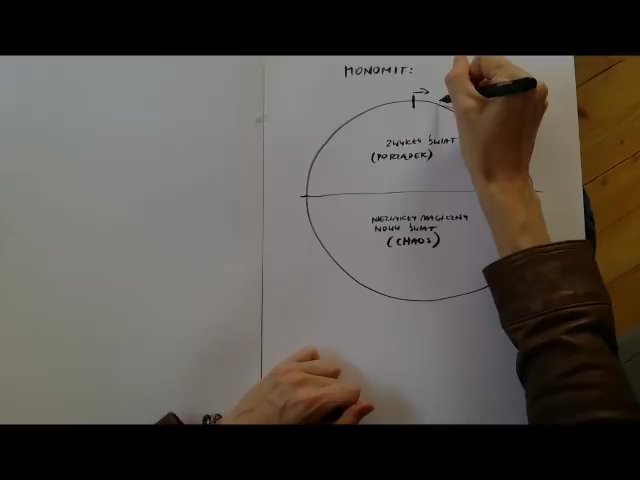 MONOMIT:
ZWYKŁY ŚWIAT
(PORZĄDEK)
NIEZWYKŁY MAGICZNY
NOWY ŚWIAT
(CHAOS)